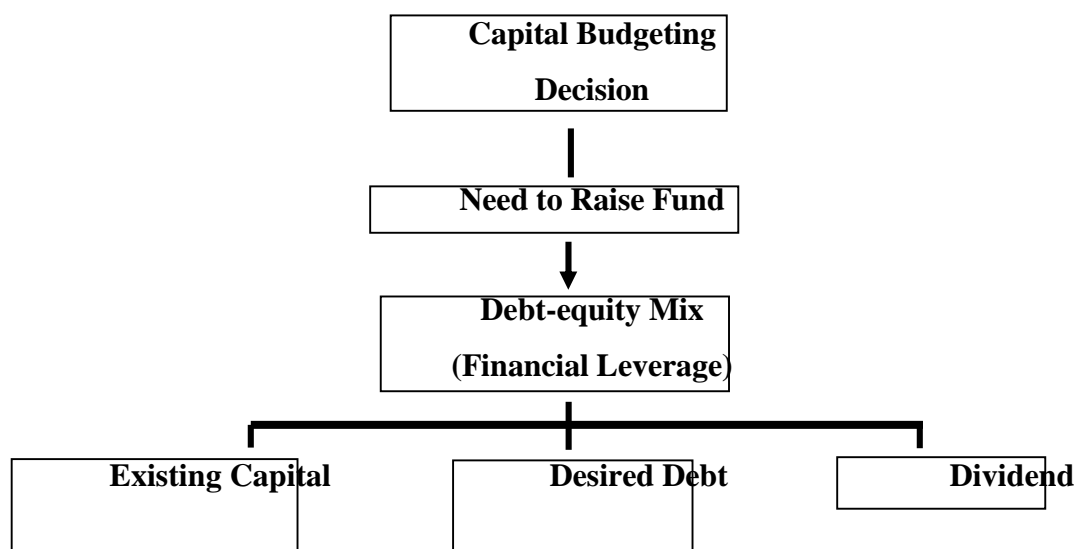 Capital Budgeting
Decision
Need to Raise Fund
Debt-equity Mix
(Financial Leverage)
Existing Capital
Desired Debt
Dividend